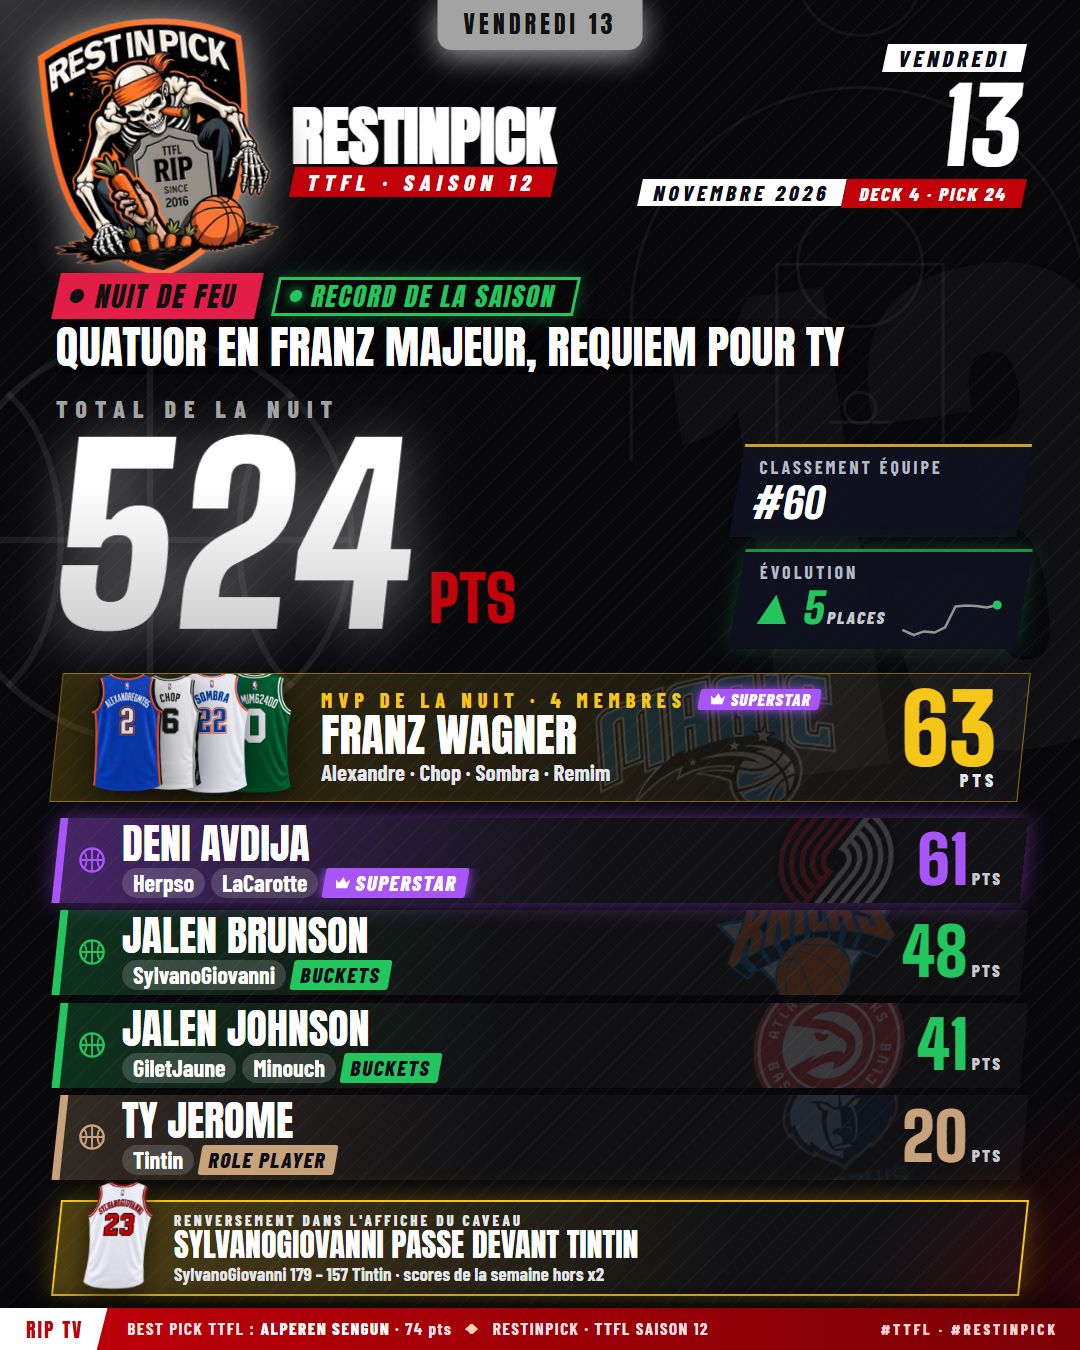 VENDREDI 13
REST IN PICK
TTFL
RIP
SINCE
2016
RESTINPICK
TTFL · SAISON 12
VENDREDI
13
NOVEMBRE 2026
DECK 4 · PICK 24
NUIT DE FEU
RECORD DE LA SAISON
QUATUOR EN FRANZ MAJEUR, REQUIEM POUR TY
TOTAL DE LA NUIT
524 PTS
CLASSEMENT ÉQUIPE
#60
ÉVOLUTION
5 PLACES
CHOP
6
SOMBRA
22
MIMG2400
0
2
MVP DE LA NUIT · 4 MEMBRES
SUPERSTAR
FRANZ WAGNER
Alexandre · Chop · Sombra · Remim
MAGIC
63
PTS
DENI AVDIJA
Herpso
LaCarotte
SUPERSTAR
61 PTS
JALEN BRUNSON
SylvanoGiovanni
BUCKETS
KNICKS
48 PTS
JALEN JOHNSON
GiletJaune
Minouch
BUCKETS
41 PTS
TY JEROME
Tintin
ROLE PLAYER
20 PTS
SYLVANOGIOVANNI
23
RENVERSEMENT DANS L'AFFICHE DU CAVEAU
SYLVANOGIOVANNI PASSE DEVANT TINTIN
SylvanoGiovanni 179 – 157 Tintin · scores de la semaine hors x2
RIP TV
BEST PICK TTFL : ALPEREN SENGUN · 74 pts
RESTINPICK · TTFL SAISON 12
#TTFL · #RESTINPICK